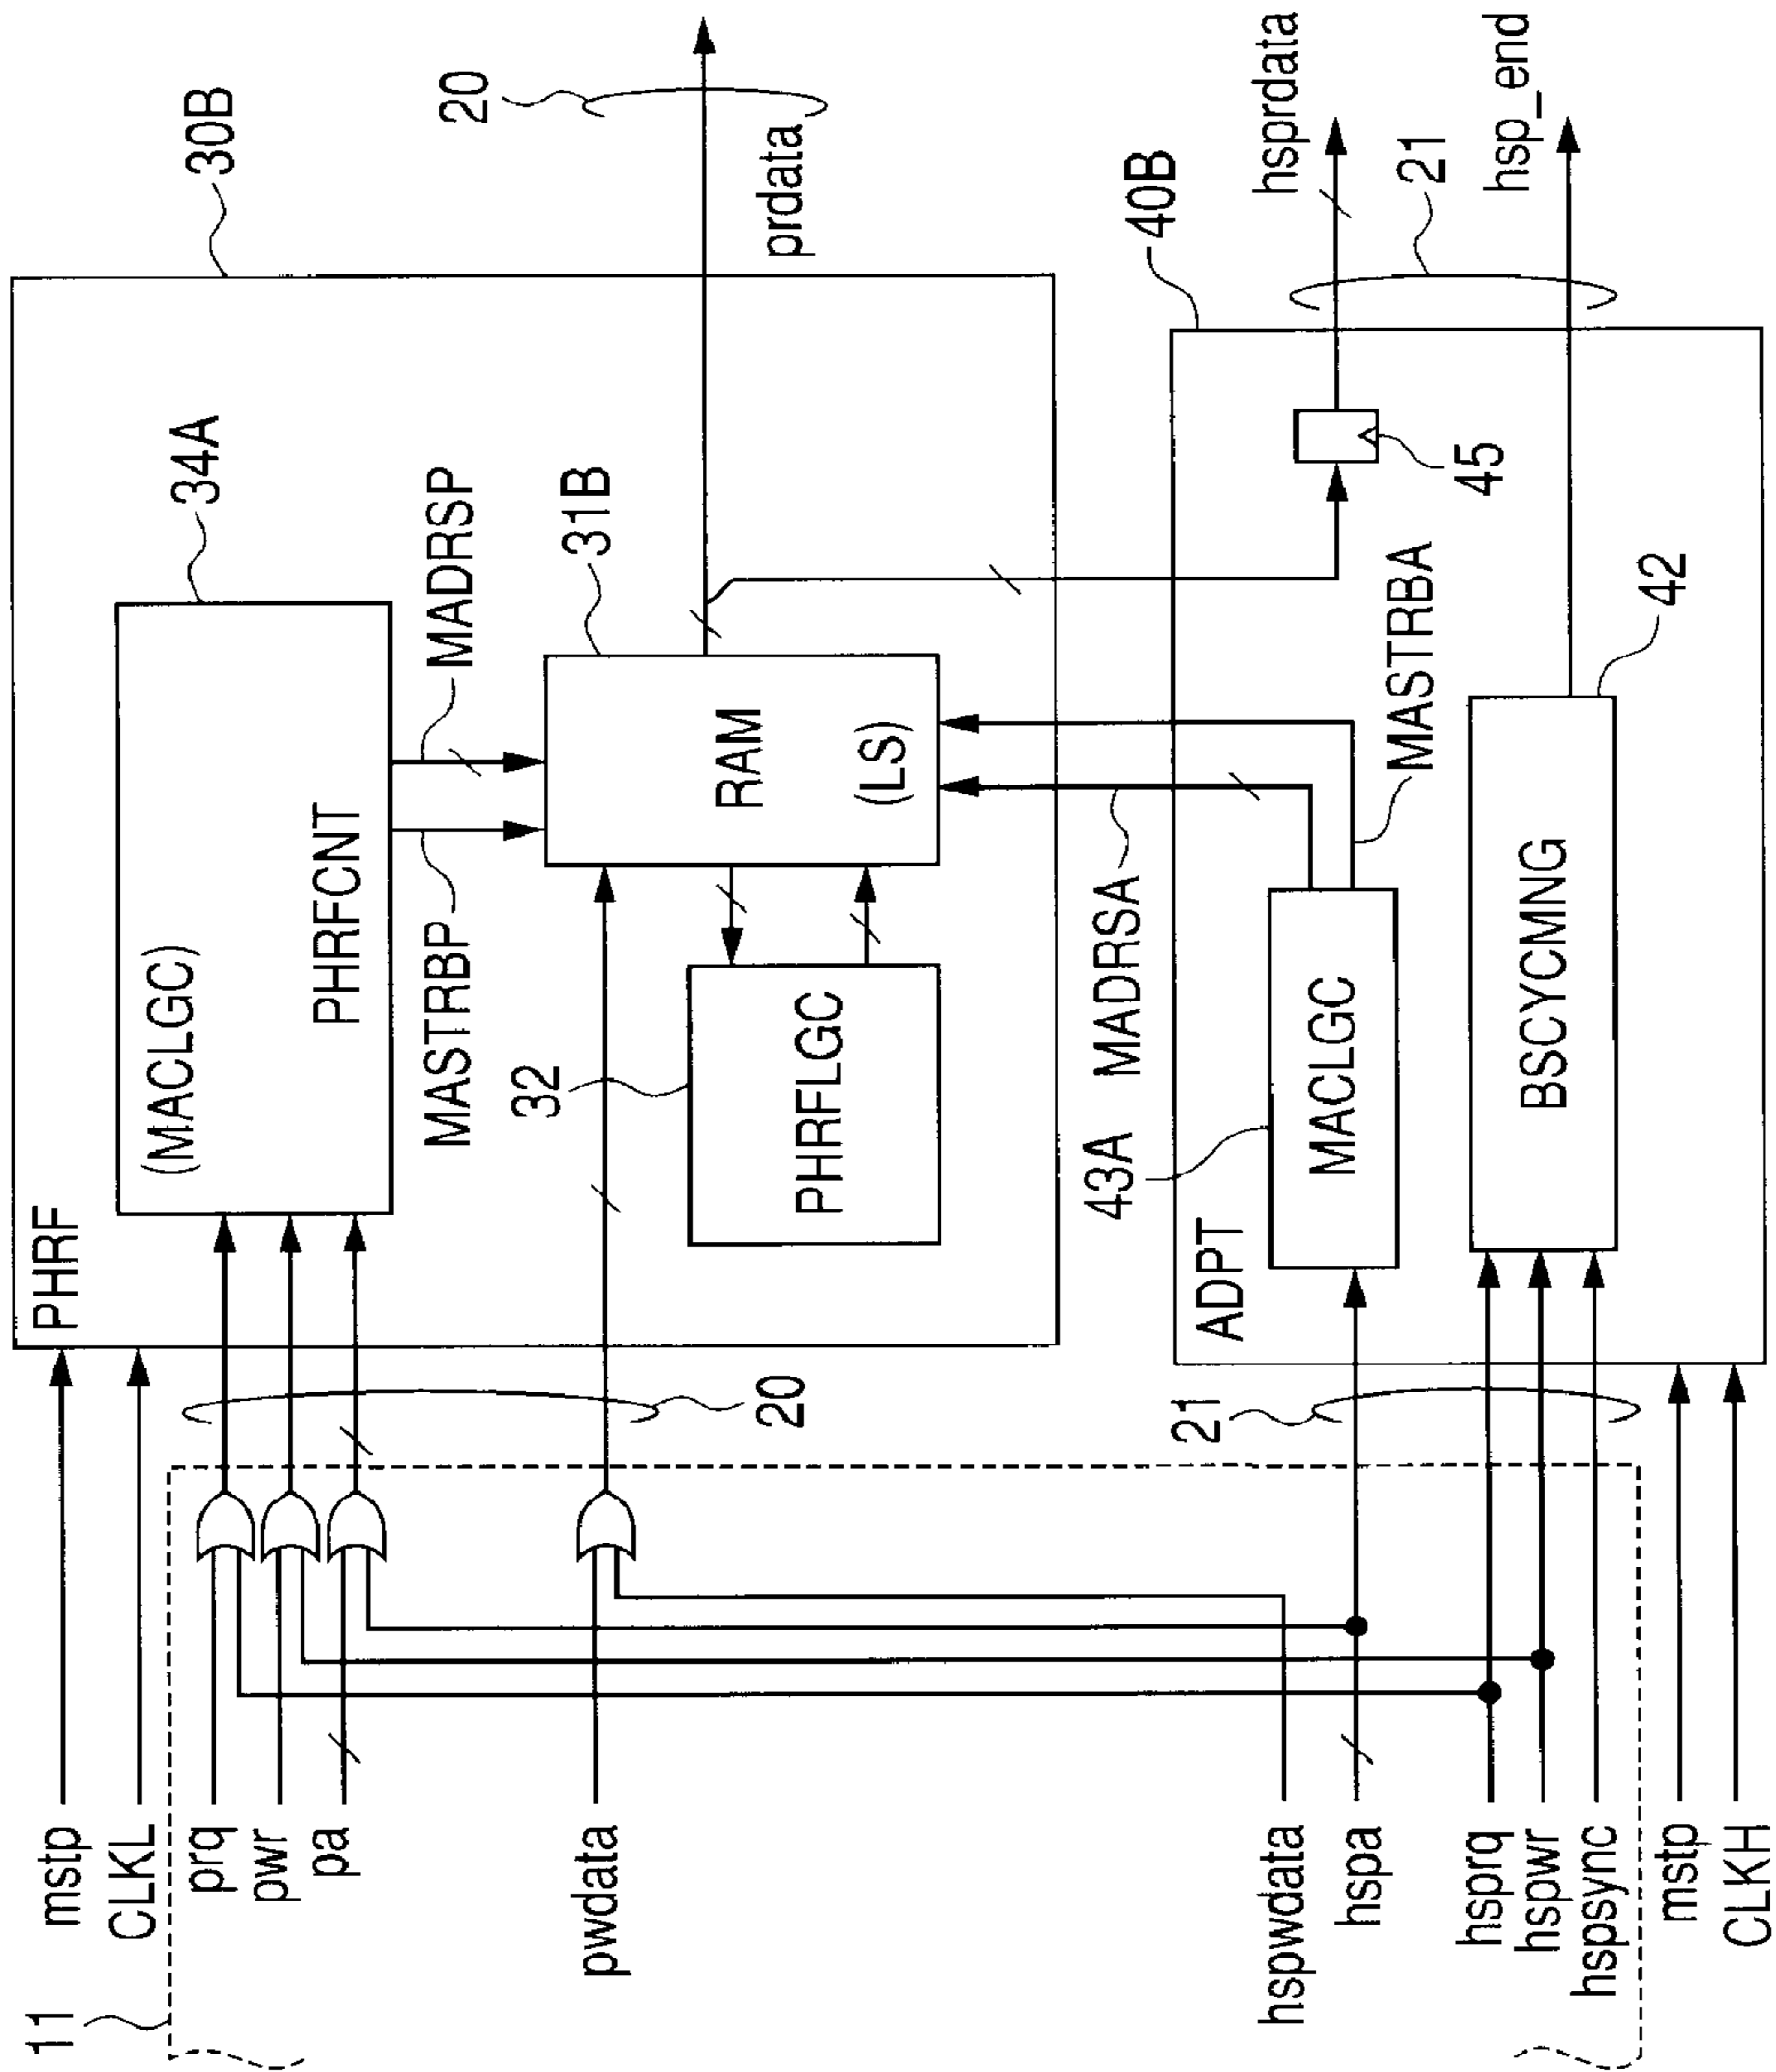 11
mstp
CLKL
prq
pwr
pa
pwdata
hspwdata
hspa
hsprq
hspwr
hspsync
mstp
CLKH
20
21
PHRF
30B
(MACLGC)
PHRFCNT
34A
MASTRBP
MADRSP
32
PHRFLGC
RAM
(LS)
31B
prdata
20
ADPT
40B
43A
MACLGC
MADRSA
MASTRBA
BSCYCMNG
42
45
hsprdata
21
hsp_end